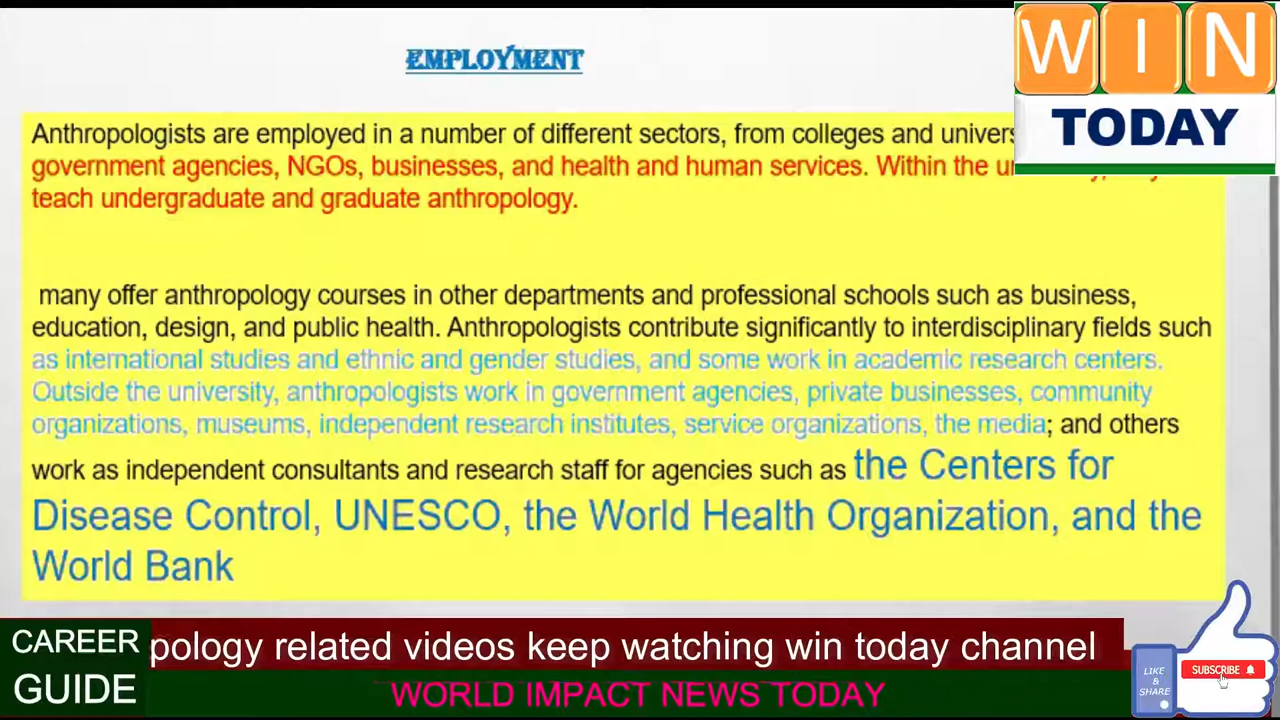 EMPLOYMENT
WIN
TODAY
Anthropologists are employed in a number of different sectors, from colleges and
government agencies, NGOs, businesses, and health and human services. Within the
teach undergraduate and graduate anthropology.
many offer anthropology courses in other departments and professional schools such as business,
education, design, and public health. Anthropologists contribute significantly to interdisciplinary fields such
as international studies and ethnic and gender studies, and some work in academic research centers.
Outside the university, anthropologists work in government agencies, private businesses, community
organizations, museums, independent research institutes, service organizations, the media; and others
work as independent consultants and research staff for agencies such as the Centers for
Disease Control, UNESCO, the World Health Organization, and the
World Bank
CAREER
GUIDE
pology related videos keep watching win today channel
WORLD IMPACT NEWS TODAY
LIKE
&
SHARE
SUBSCRIBE